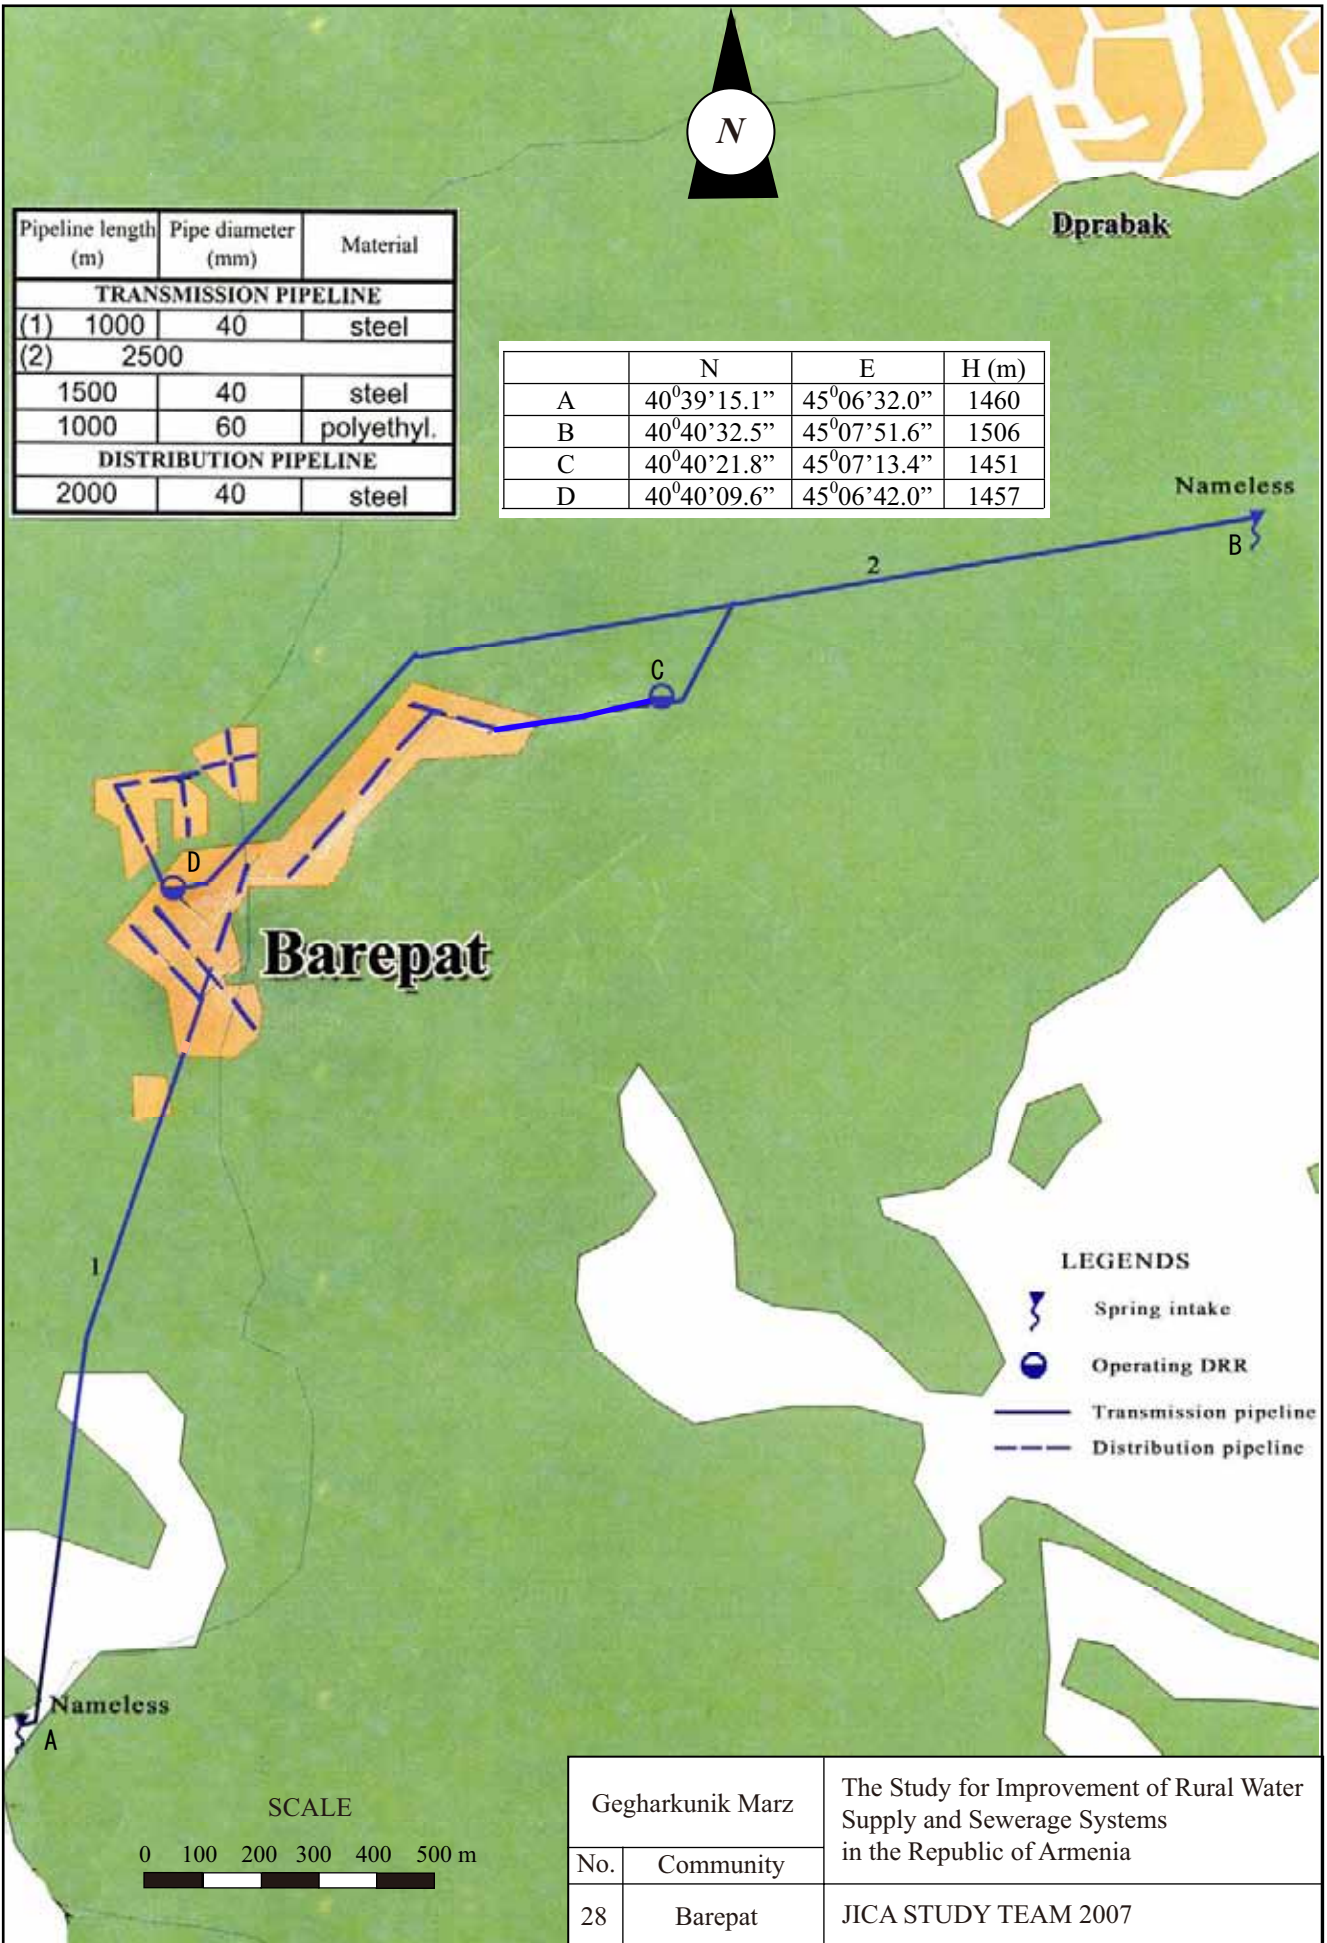 N
Dprabak
Pipeline length (m) Pipe diameter (mm) Material
TRANSMISSION PIPELINE
(1) 1000 40 steel
(2) 2500
1500 40 steel
1000 60 polyethyl.
DISTRIBUTION PIPELINE
2000 40 steel
N E H (m)
A 40⁰39’15.1” 45⁰06’32.0” 1460
B 40⁰40’32.5” 45⁰07’51.6” 1506
C 40⁰40’21.8” 45⁰07’13.4” 1451
D 40⁰40’09.6” 45⁰06’42.0” 1457
Nameless
B
2
C
D
Barepat
1
LEGENDS
Spring intake
Operating DRR
Transmission pipeline
Distribution pipeline
Nameless
A
SCALE
0 100 200 300 400 500 m
Gegharkunik Marz
The Study for Improvement of Rural Water
Supply and Sewerage Systems
in the Republic of Armenia
No. Community
28 Barepat
JICA STUDY TEAM 2007